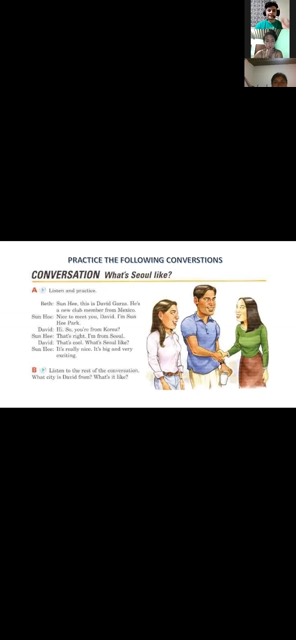 PRACTICE THE FOLLOWING CONVERSTIONS
CONVERSATION What's Seoul like?
A Listen and practice.
Beth: Sun Hee, this is David Garza. He's
a new club member from Mexico.
Sun Hee: Nice to meet you, David. I'm Sun
Hee Park.
David: Hi. So, you're from Korea?
Sun Hee: That's right. I'm from Seoul.
David: That's cool. What's Seoul like?
Sun Hee: It's really nice. It's big and very
exciting.
B Listen to the rest of the conversation.
What city is David from? What's it like?